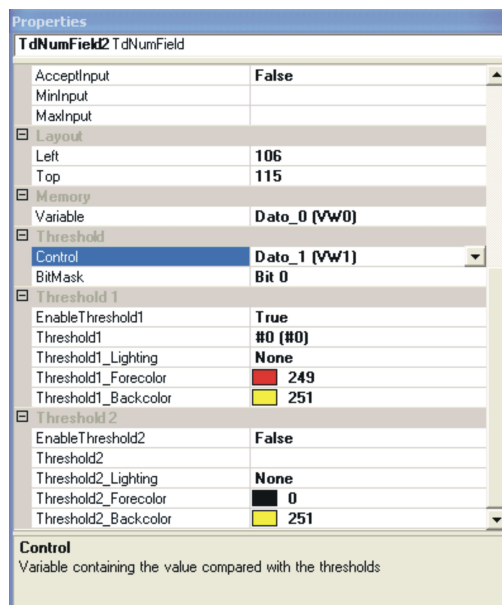 Properties
TdNumField2 TdNumField
AcceptInput False
MinInput
MaxInput
Layout
Left 106
Top 115
Memory
Variable Dato_0 (VW0)
Threshold
Control Dato_1 (VW1)
BitMask Bit 0
Threshold 1
EnableThreshold1 True
Threshold1 #0 (#0)
Threshold1_Lighting None
Threshold1_Forecolor 249
Threshold1_Backcolor 251
Threshold 2
EnableThreshold2 False
Threshold2
Threshold2_Lighting None
Threshold2_Forecolor 0
Threshold2_Backcolor 251
Control
Variable containing the value compared with the thresholds